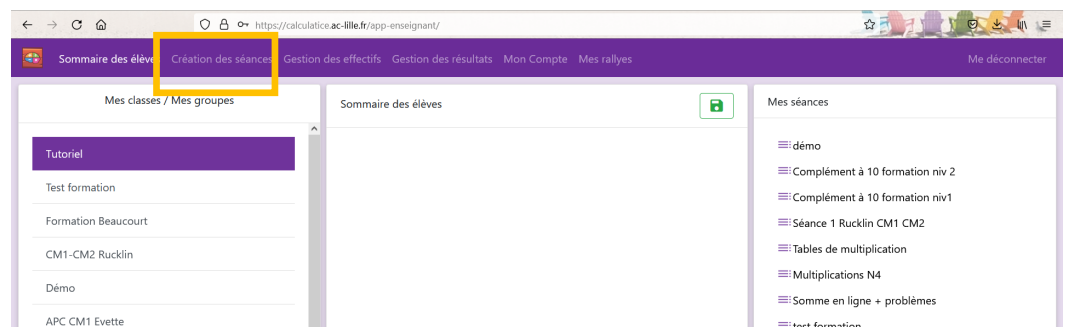 https://calculatice.ac-lille.fr/app-enseignant/
Sommaire des élèves Création des séances Gestion des effectifs Gestion des résultats Mon Compte Mes rallyes Me déconnecter
Mes classes / Mes groupes
Tutoriel
Test formation
Formation Beaucourt
CM1-CM2 Rucklin
Démo
APC CM1 Evette
Sommaire des élèves
Mes séances
démo
Complément à 10 formation niv 2
Complément à 10 formation niv1
Séance 1 Rucklin CM1 CM2
Tables de multiplication
Multiplications N4
Somme en ligne + problèmes
test formation